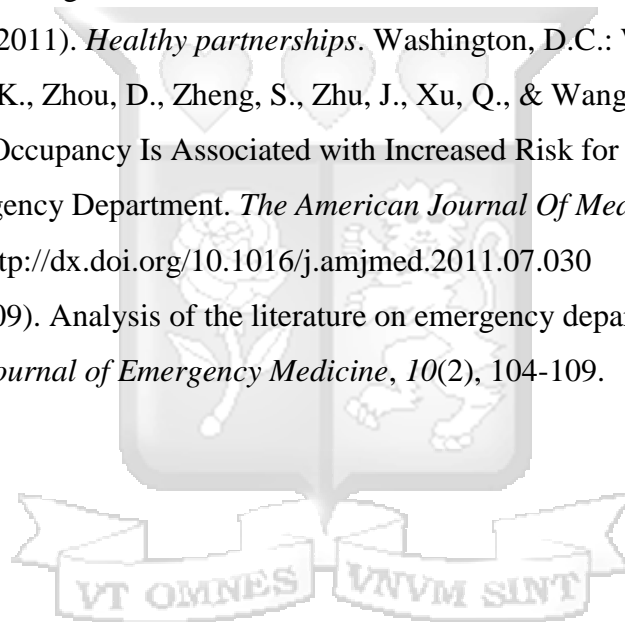 2011). Healthy partnerships. Washington, D.C.:
K., Zhou, D., Zheng, S., Zhu, J., Xu, Q., & Wang
Occupancy Is Associated with Increased Risk for
gency Department. The American Journal Of Med
tp://dx.doi.org/10.1016/j.amjmed.2011.07.030
09). Analysis of the literature on emergency depa
ournal of Emergency Medicine, 10(2), 104-109.
VT OMNES VNVM SINT